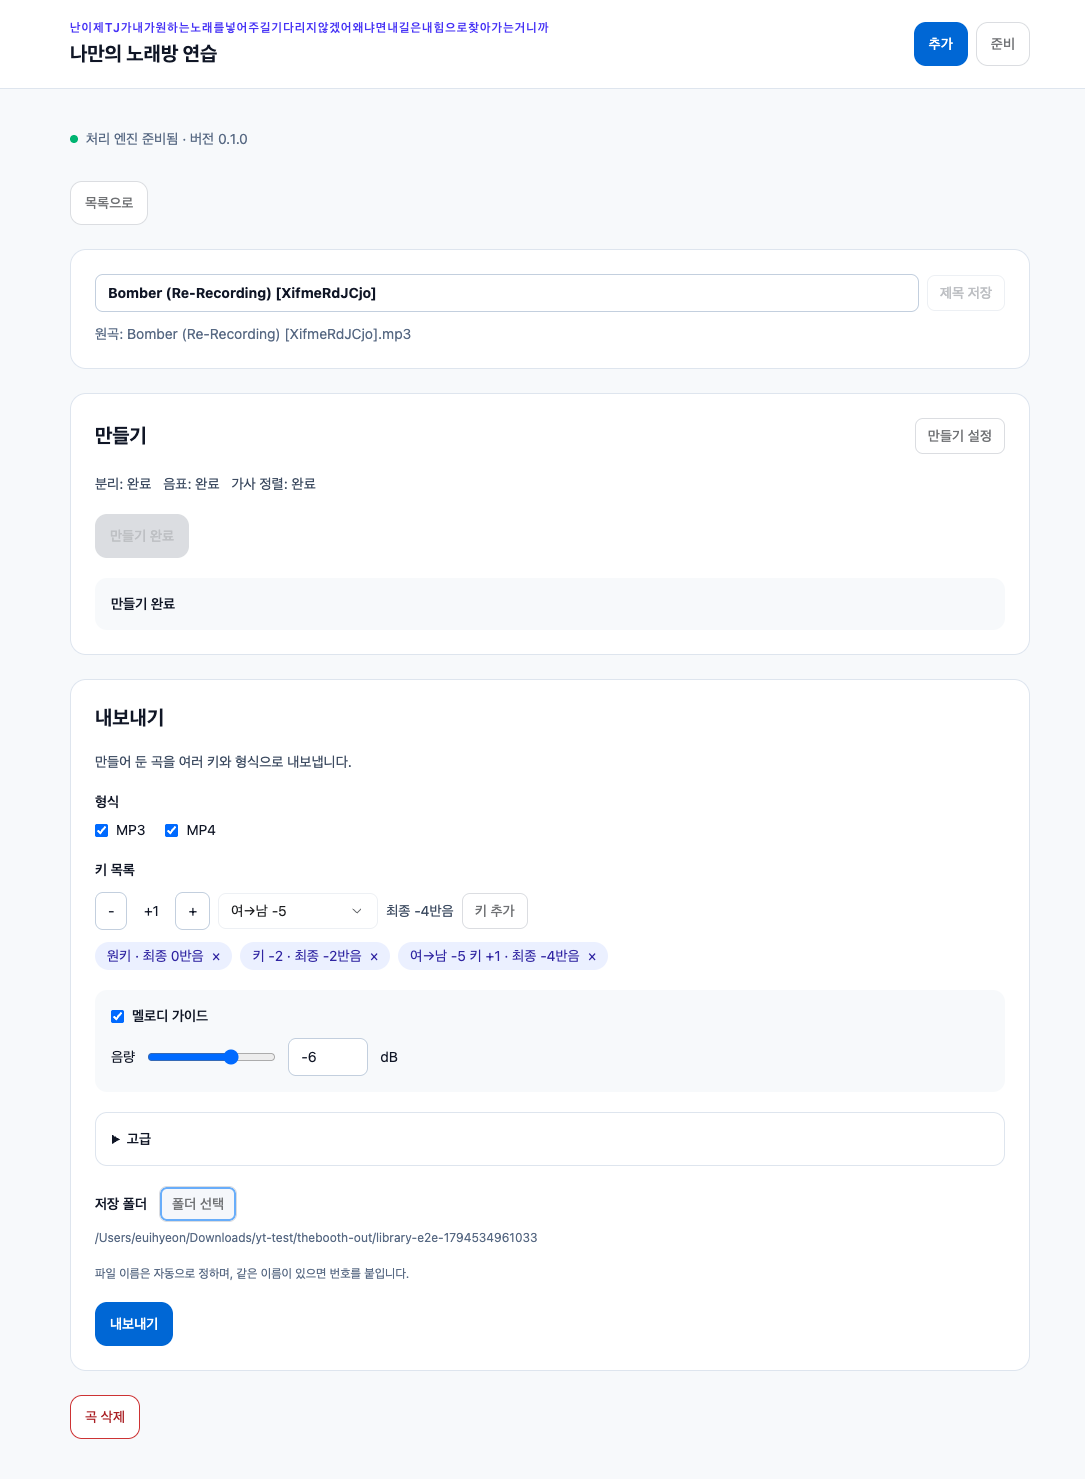 난이제TJ가내가원하는노래를넣어주길기다리지않겠어왜냐면내길은내힘으로찾아가는거니까
나만의 노래방 연습
추가
준비
처리 엔진 준비됨 · 버전 0.1.0
목록으로
Bomber (Re-Recording) [XifmeRdJCjo]
제목 저장
원곡: Bomber (Re-Recording) [XifmeRdJCjo].mp3
만들기
만들기 설정
분리: 완료 음표: 완료 가사 정렬: 완료
만들기 완료
만들기 완료
내보내기
만들어 둔 곡을 여러 키와 형식으로 내보냅니다.
형식
MP3 MP4
키 목록
- +1 + 여→남 -5 최종 -4반음 키 추가
원키 · 최종 0반음 × 키 -2 · 최종 -2반음 × 여→남 -5 키 +1 · 최종 -4반음 ×
멜로디 가이드
음량 -6 dB
▶ 고급
저장 폴더 폴더 선택
/Users/euihyeon/Downloads/yt-test/thebooth-out/library-e2e-1794534961033
파일 이름은 자동으로 정하며, 같은 이름이 있으면 번호를 붙입니다.
내보내기
곡 삭제